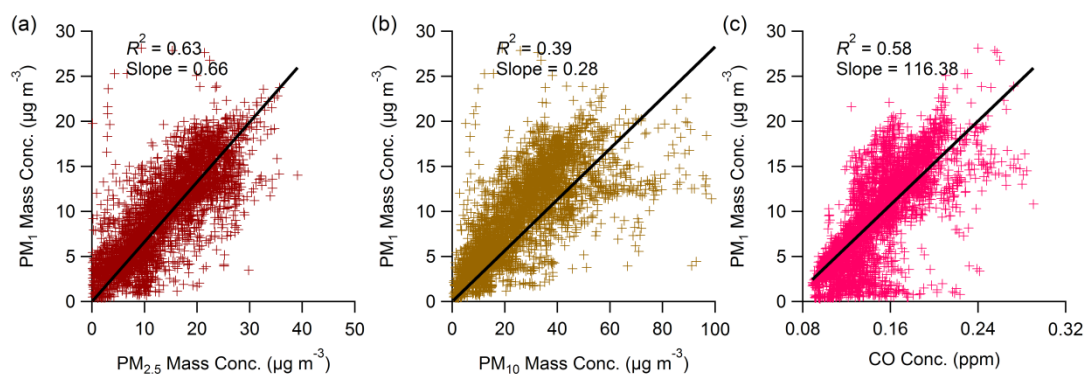 (a)
R² = 0.63
Slope = 0.66
PM₁ Mass Conc. (µg m⁻³)
30
25
20
15
10
5
0
0 10 20 30 40 50
PM₂.₅ Mass Conc. (µg m⁻³)
(b)
R² = 0.39
Slope = 0.28
PM₁ Mass Conc. (µg m⁻³)
30
25
20
15
10
5
0
0 20 40 60 80 100
PM₁₀ Mass Conc. (µg m⁻³)
(c)
R² = 0.58
Slope = 116.38
PM₁ Mass Conc. (µg m⁻³)
30
25
20
15
10
5
0
0.08 0.16 0.24 0.32
CO Conc. (ppm)